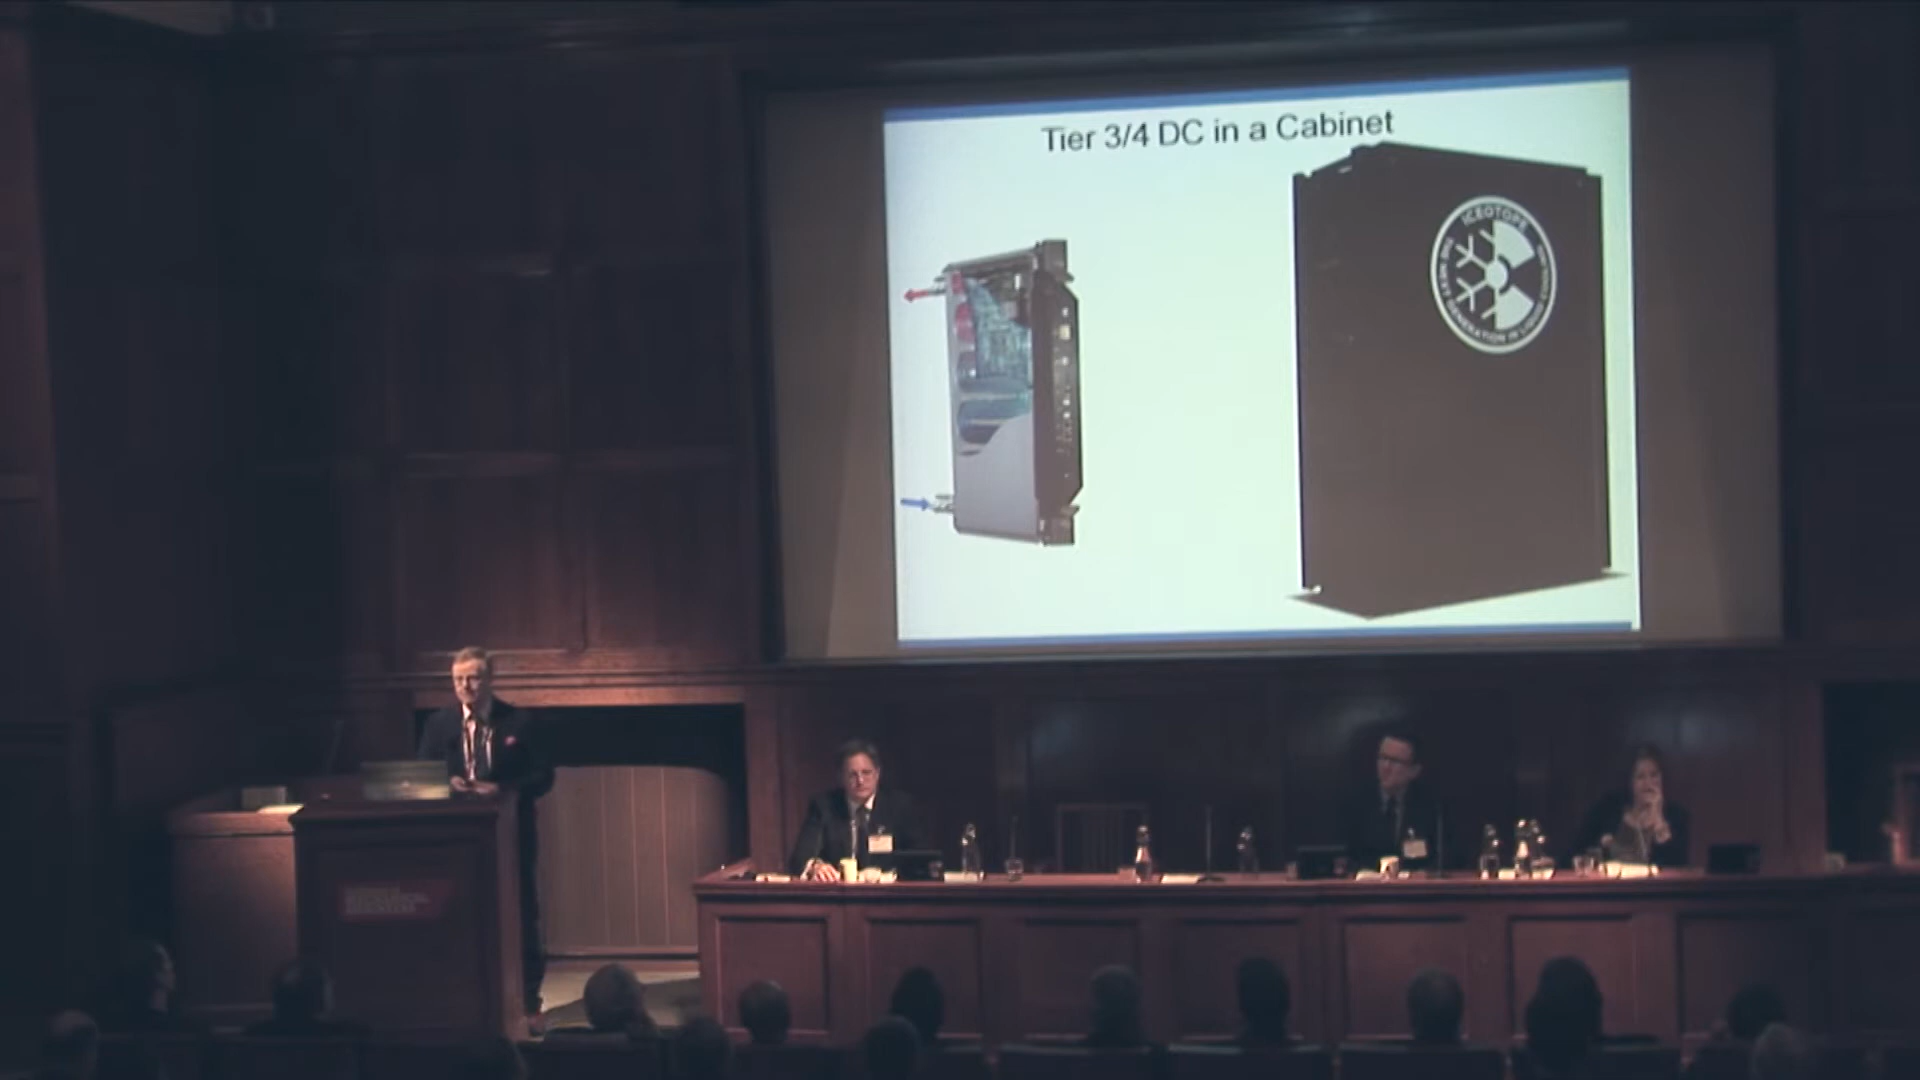 Tier 3/4 DC in a Cabinet
ICEOTOPE
THE NEXT GENERATION IN LIQUID COOLING